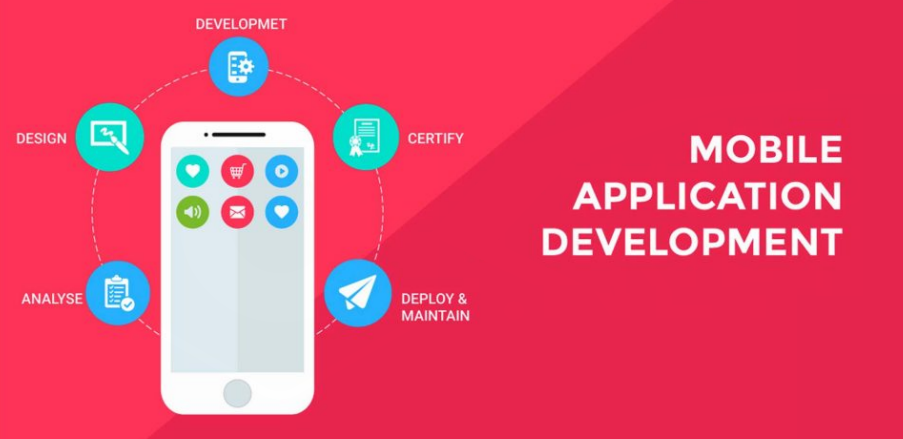 DEVELOPMET
DESIGN
CERTIFY
ANALYSE
DEPLOY &
MAINTAIN
MOBILE
APPLICATION
DEVELOPMENT